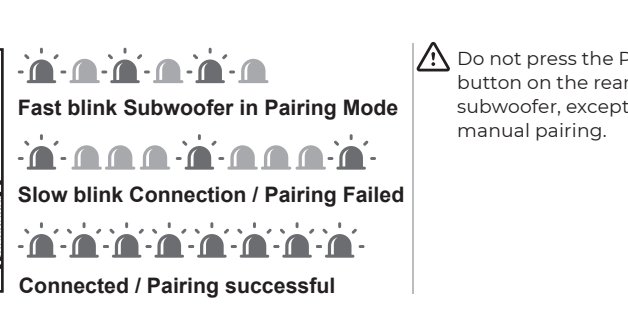 Fast blink Subwoofer in Pairing Mode
Slow blink Connection / Pairing Failed
Connected / Pairing successful
Do not press the
button on the rear
subwoofer, except
manual pairing.